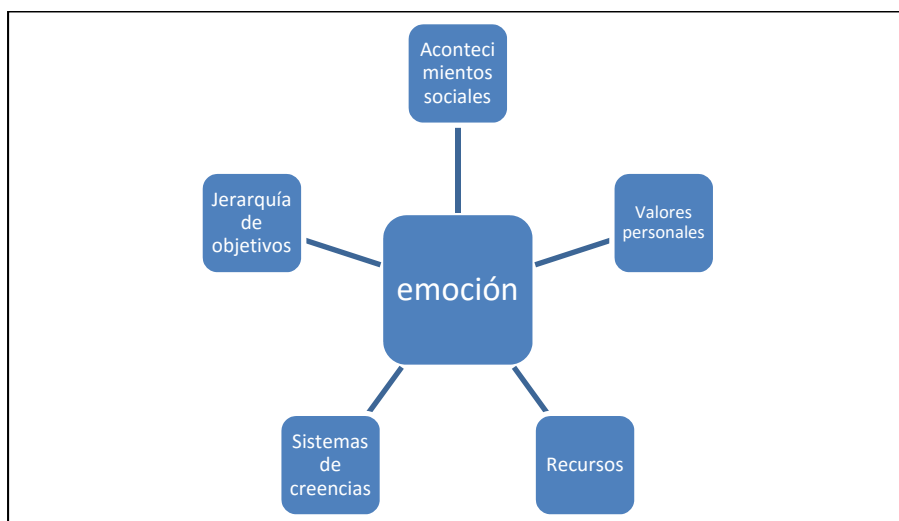 Aconteci
mientos
sociales
Jerarquía
de
objetivos
Valores
personales
emoción
Sistemas
de
creencias
Recursos